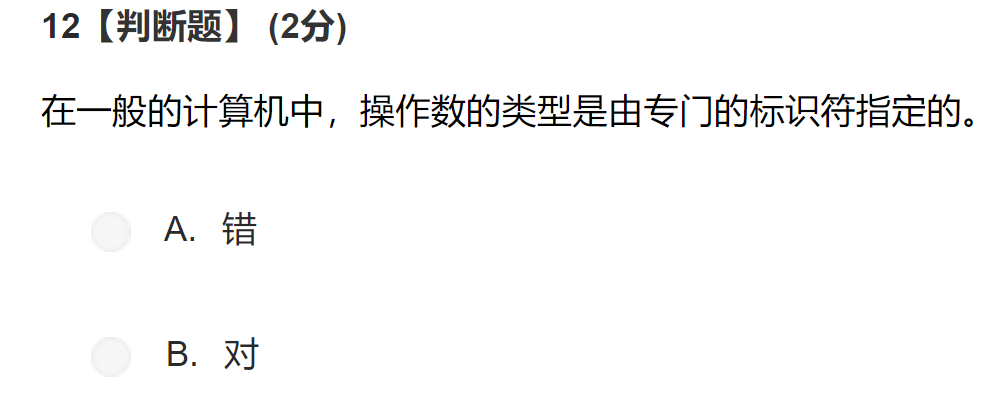 12【判断题】 (2分)
在一般的计算机中，操作数的类型是由专门的标识符指定的。
A. 错
B. 对